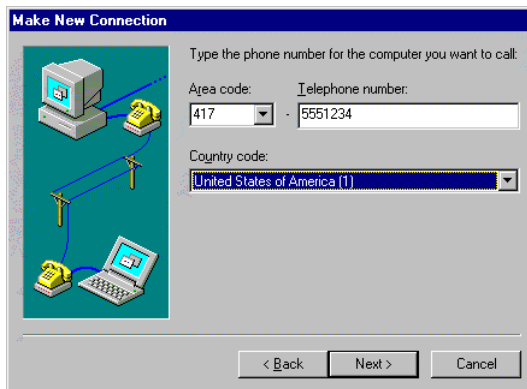 Make New Connection
Type the phone number for the computer you want to call:
Area code: Telephone number:
417 - 5551234
Country code:
United States of America (1)
< Back Next > Cancel